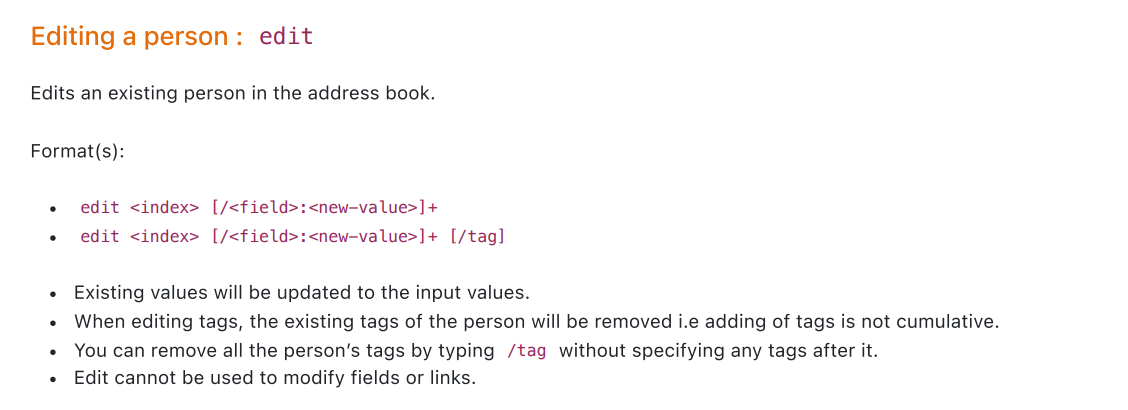 Editing a person : edit
Edits an existing person in the address book.
Format(s):
• edit <index> [/<field>:<new-value>]+
• edit <index> [/<field>:<new-value>]+ [/tag]
• Existing values will be updated to the input values.
• When editing tags, the existing tags of the person will be removed i.e adding of tags is not cumulative.
• You can remove all the person’s tags by typing /tag without specifying any tags after it.
• Edit cannot be used to modify fields or links.